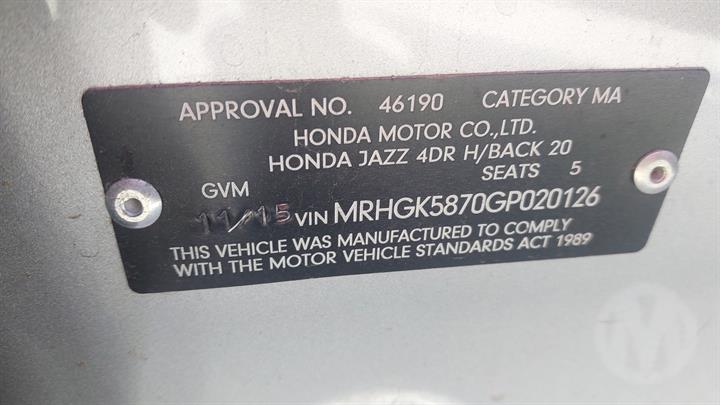 APPROVAL NO. 46190 CATEGORY MA
HONDA MOTOR CO.,LTD.
HONDA JAZZ 4DR H/BACK 20
SEATS 5
GVM
11/15 VIN MRHGK5870GP020126
THIS VEHICLE WAS MANUFACTURED TO COMPLY
WITH THE MOTOR VEHICLE STANDARDS ACT 1989
M